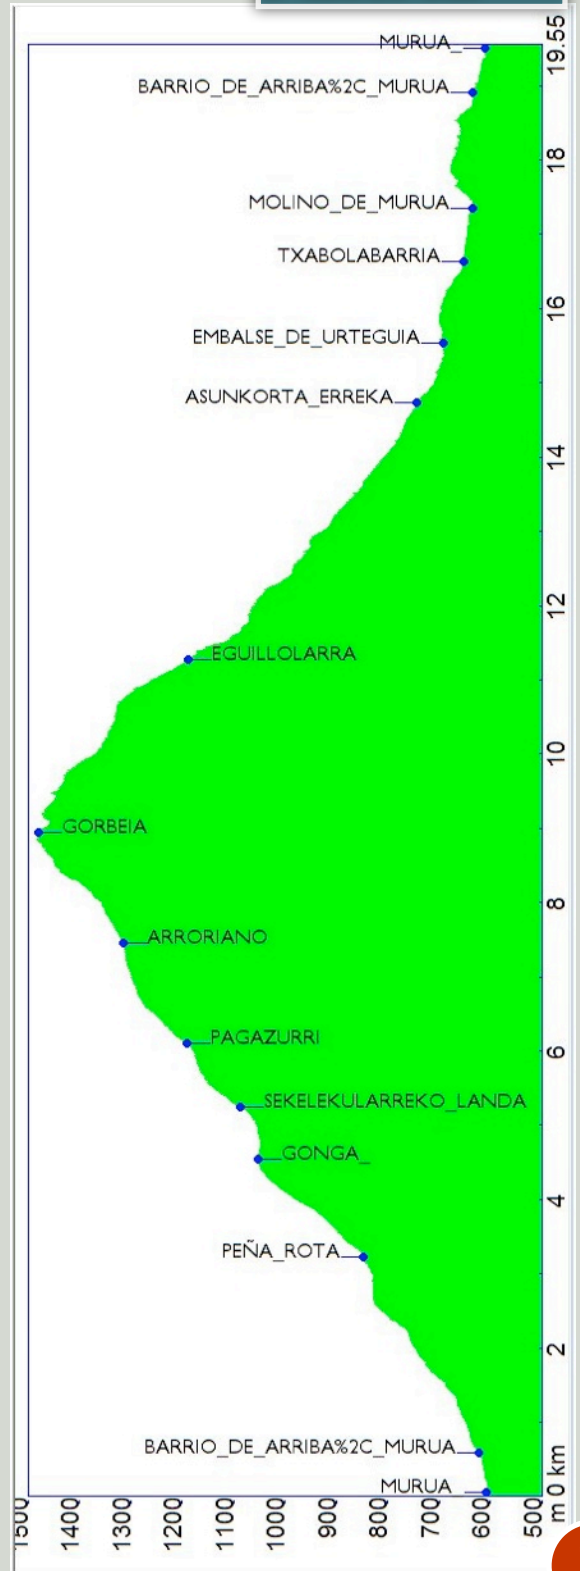 MURUA_
BARRIO_DE_ARRIBA%2C_MURUA
MOLINO_DE_MURUA
TXABOLABARRIA
EMBALSE_DE_URTEGUIA
ASUNKORTA_ERREKA
EGUILLOLARRA
GORBEIA
ARRORIANO
PAGAZURRI
SEKELEKULARREKO_LANDA
GONGA_
PEÑA_ROTA
BARRIO_DE_ARRIBA%2C_MURUA
MURUA
19.55
18
16
14
12
10
8
6
4
2
0 km
m
1500
1400
1300
1200
1100
1000
900
800
700
600
500